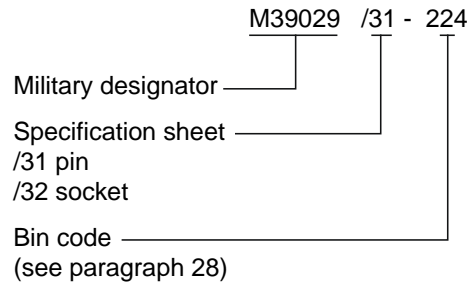 M39029 /31 - 224
Military designator
Specification sheet
/31 pin
/32 socket
Bin code
(see paragraph 28)